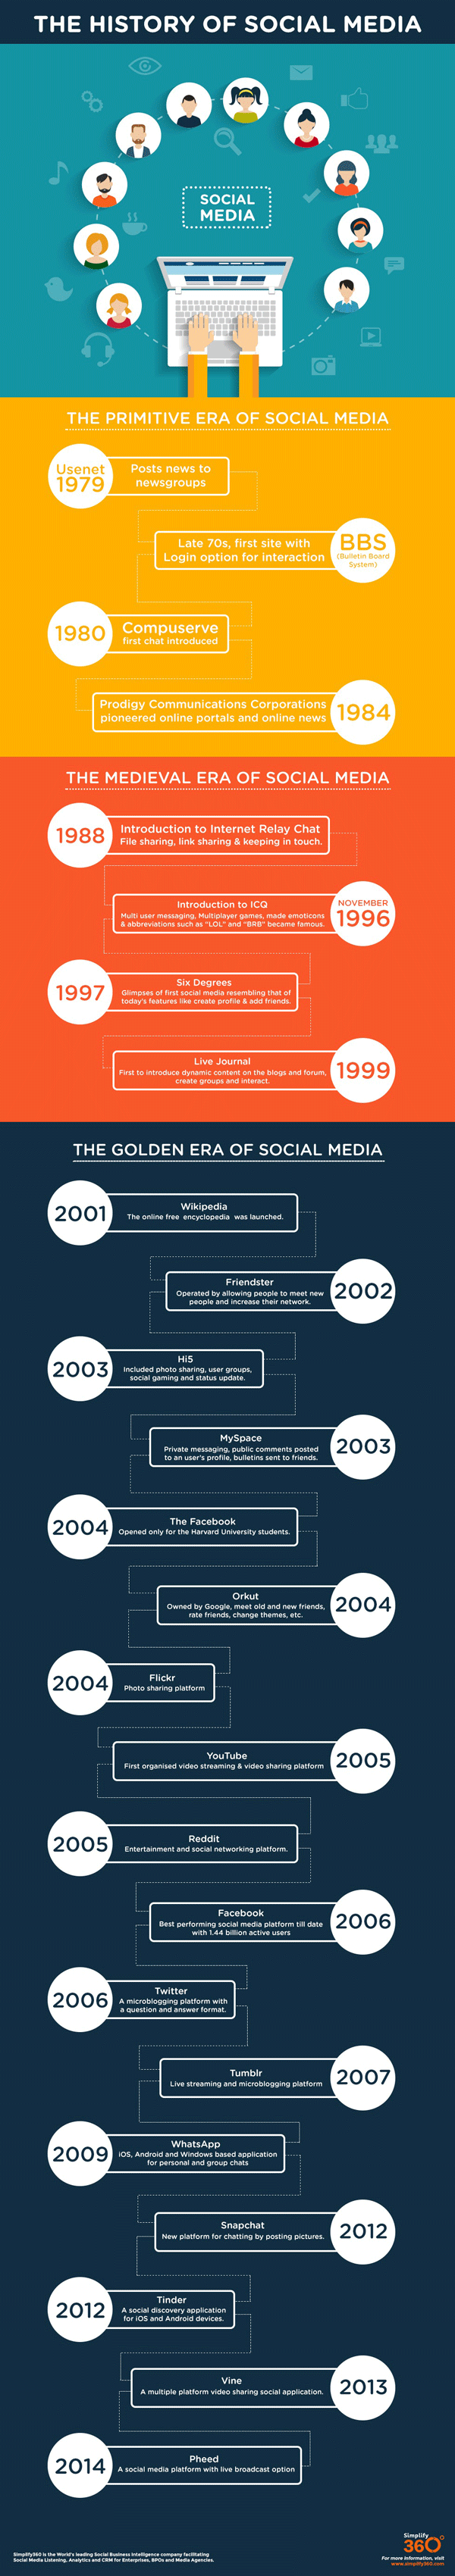 THE HISTORY OF SOCIAL MEDIA
SOCIAL
MEDIA
THE PRIMITIVE ERA OF SOCIAL MEDIA
Usenet
1979
Posts news to
newsgroups
Late 70s, first site with
Login option for interaction
BBS
(Bulletin Board
System)
1980
Compuserve
first chat introduced
Prodigy Communications Corporations
pioneered online portals and online news
1984
THE MEDIEVAL ERA OF SOCIAL MEDIA
1988
Introduction to Internet Relay Chat
File sharing, link sharing & keeping in touch.
Introduction to ICQ
Multi user messaging, Multiplayer games, made emoticons
& abbreviations such as "LOL" and "BRB" became famous.
NOVEMBER
1996
1997
Six Degrees
Glimpses of first social media resembling that of
today's features like create profile & add friends.
Live Journal
First to introduce dynamic content on the blogs and forum,
create groups and interact.
1999
THE GOLDEN ERA OF SOCIAL MEDIA
2001
Wikipedia
The online free encyclopedia was launched.
Friendster
Operated by allowing people to meet new
people and increase their network.
2002
2003
Hi5
Included photo sharing, user groups,
social gaming and status update.
MySpace
Private messaging, public comments posted
to an user's profile, bulletins sent to friends.
2003
2004
The Facebook
Opened only for the Harvard University students.
Orkut
Owned by Google, meet old and new friends,
rate friends, change themes, etc.
2004
2004
Flickr
Photo sharing platform
YouTube
First organised video streaming & video sharing platform
2005
2005
Reddit
Entertainment and social networking platform.
Facebook
Best performing social media platform till date
with 1.44 billion active users
2006
2006
Twitter
A microblogging platform with
a question and answer format.
Tumblr
Live streaming and microblogging platform
2007
2009
WhatsApp
iOS, Android and Windows based application
for personal and group chats
Snapchat
New platform for chatting by posting pictures.
2012
2012
Tinder
A social discovery application
for iOS and Android devices.
Vine
A multiple platform video sharing social application.
2013
2014
Pheed
A social media platform with live broadcast option
Simplify
360°
Simplify360 is the World's leading Social Business Intelligence company facilitating
Social Media Listening, Analytics and CRM for Enterprises, BPOs and Media Agencies.
For more information, visit
www.simplify360.com